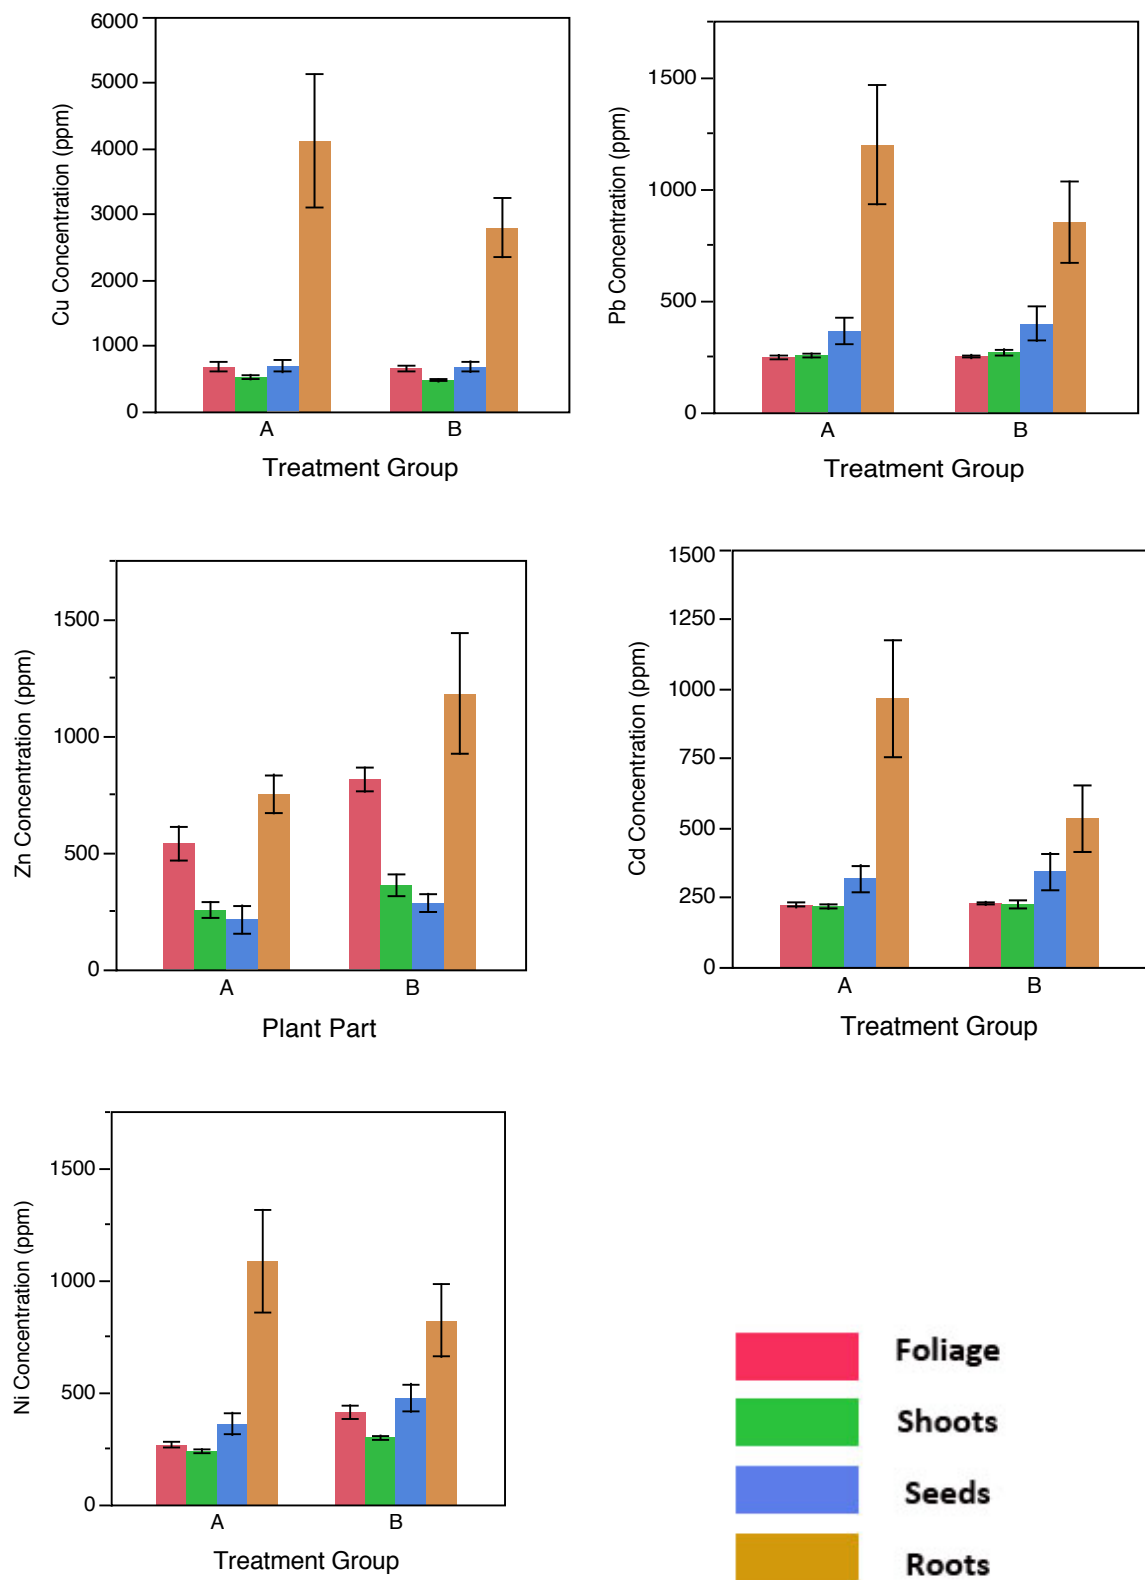 Cu Concentration (ppm)
6000
5000
4000
3000
2000
1000
0
A
B
Treatment Group
Pb Concentration (ppm)
1500
1000
500
0
A
B
Treatment Group
Zn Concentration (ppm)
1500
1000
500
0
A
B
Plant Part
Cd Concentration (ppm)
1500
1250
1000
750
500
250
0
A
B
Treatment Group
Ni Concentration (ppm)
1500
1000
500
0
A
B
Treatment Group
Foliage
Shoots
Seeds
Roots